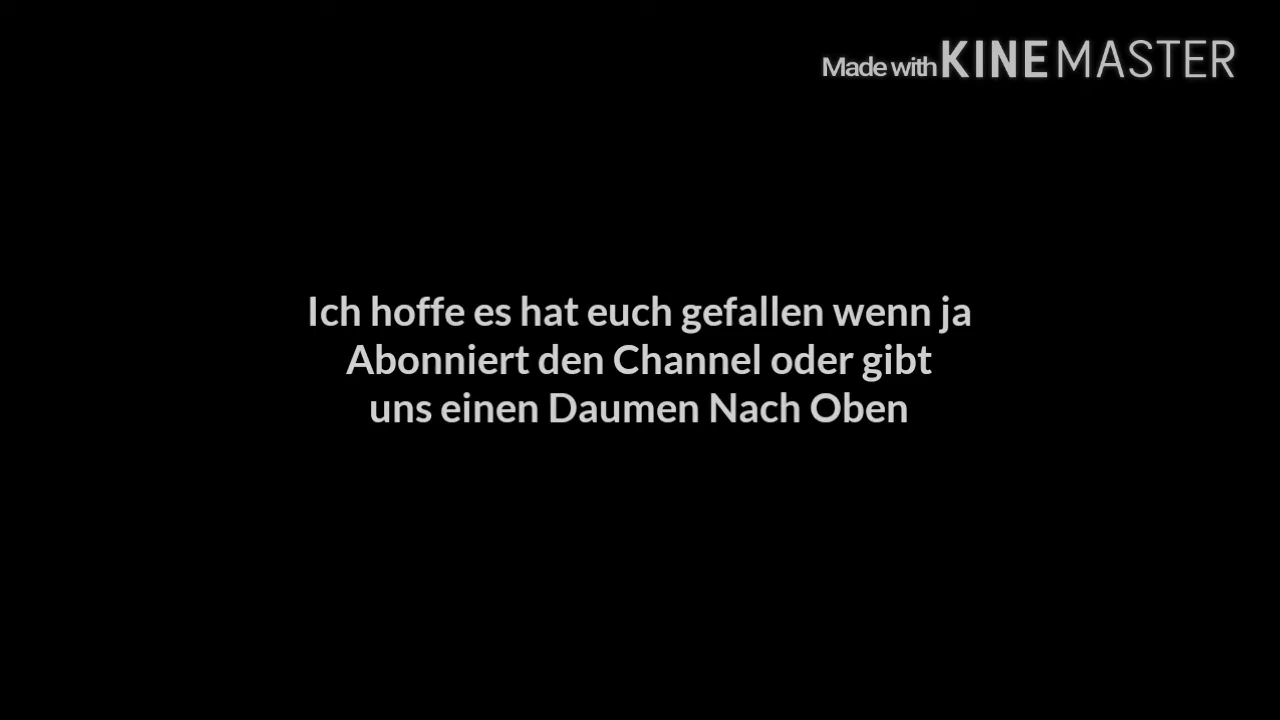 Made with KINEMASTER
Ich hoffe es hat euch gefallen wenn ja
Abonniert den Channel oder gibt
uns einen Daumen Nach Oben